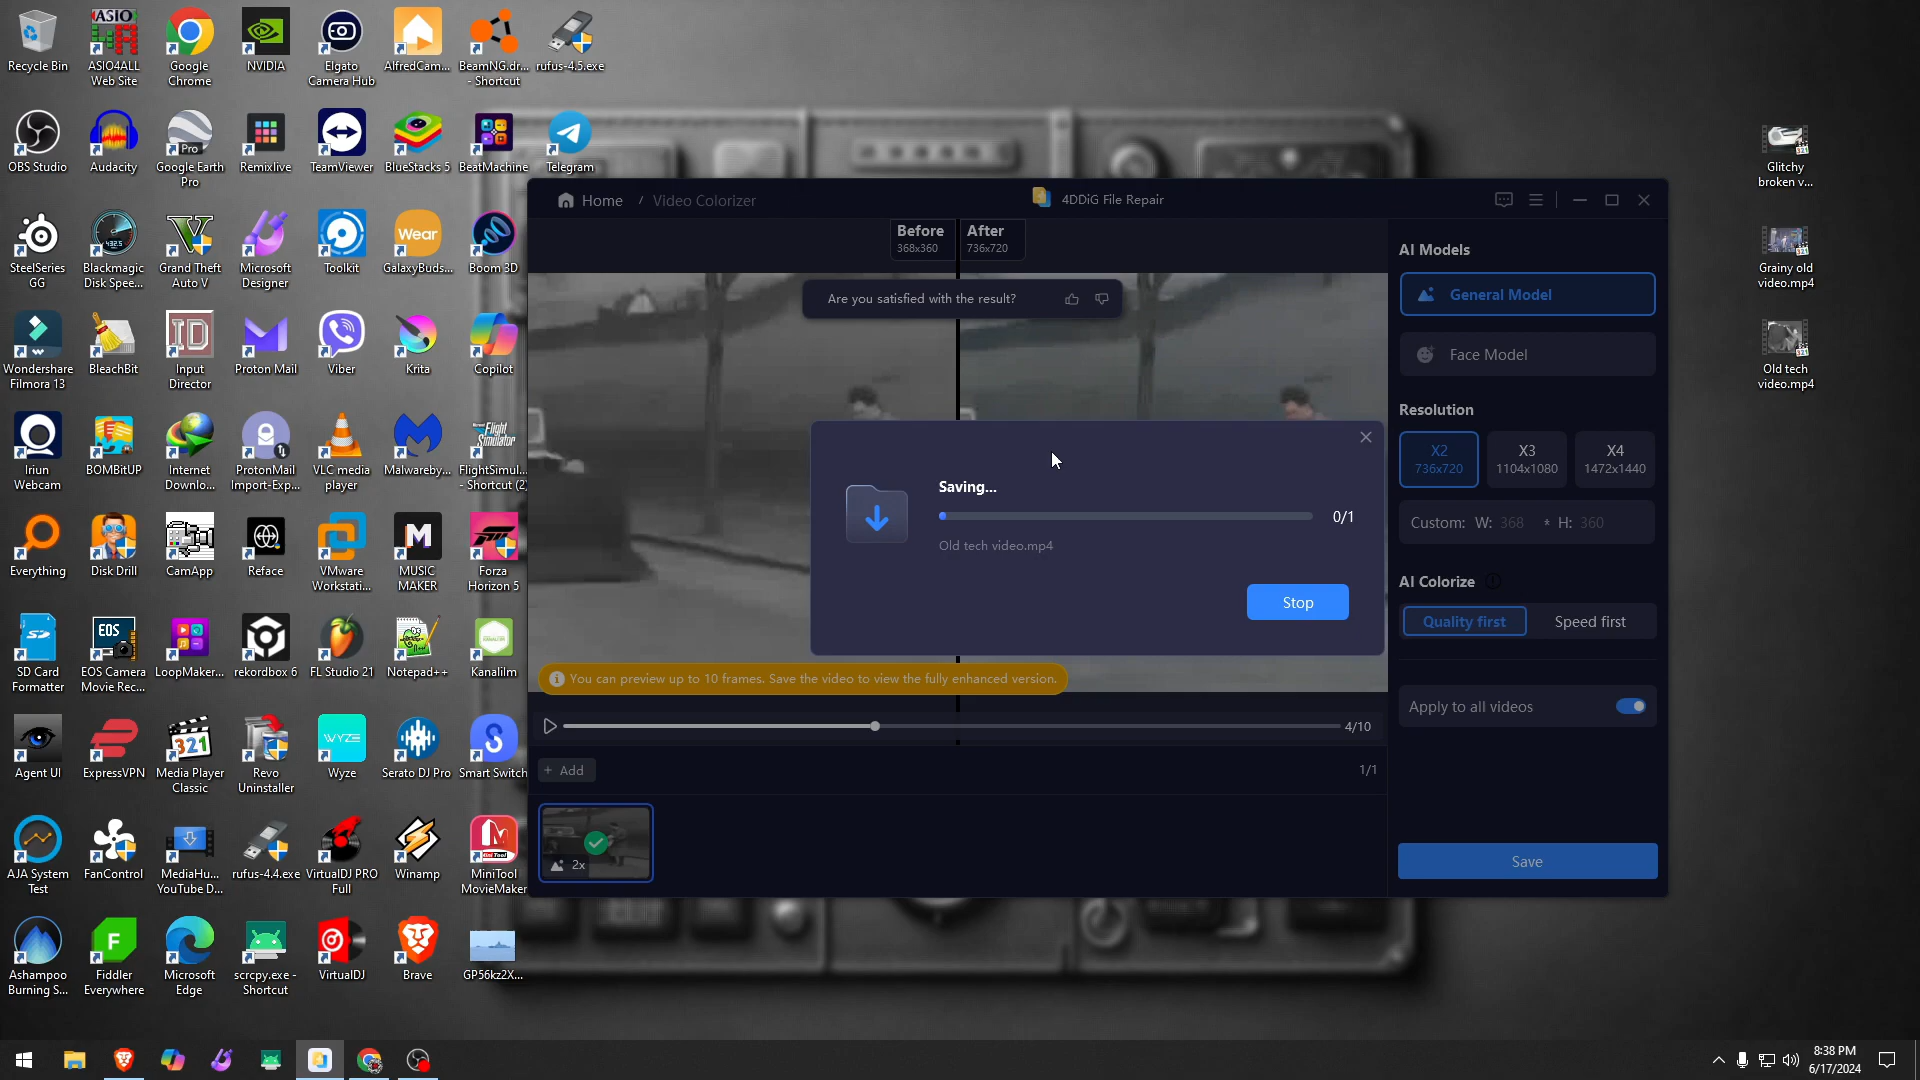 Recycle Bin
ASIO4ALL
Web Site
Google
Chrome
NVIDIA
Elgato
Camera Hub
AlfredCam...
BeamNG.dr...
- Shortcut
rufus-4.5.exe
OBS Studio
Audacity
Google Earth
Pro
Remixlive
TeamViewer
BlueStacks 5
BeatMachine
Telegram
SteelSeries
GG
Blackmagic
Disk Spee...
Grand Theft
Auto V
Microsoft
Designer
Toolkit
Wear
GalaxyBuds...
Boom 3D
Wondershare
Filmora 13
BleachBit
Input
Director
Proton Mail
Viber
Krita
Copilot
Iriun
Webcam
BOMBitUP
Internet
Downlo...
ProtonMail
Import-Exp...
VLC media
player
Malwareby...
FlightSimul...
- Shortcut (2)
Everything
Disk Drill
CamApp
Reface
VMware
Workstati...
MUSIC
MAKER
Forza
Horizon 5
SD Card
Formatter
EOS Camera
Movie Rec...
LoopMaker...
rekordbox 6
FL Studio 21
Notepad++
Kanalilm
Agent UI
ExpressVPN
Media Player
Classic
Revo
Uninstaller
Wyze
Serato DJ Pro
Smart Switch
AJA System
Test
FanControl
MediaHu...
YouTube D...
rufus-4.4.exe
VirtualDJ PRO
Full
Winamp
MiniTool
MovieMaker
Ashampoo
Burning S...
Fiddler
Everywhere
Microsoft
Edge
scrcpy.exe -
Shortcut
VirtualDJ
Brave
GP56kz2X...
Glitchy
broken v...
Grainy old
video.mp4
Old tech
video.mp4
Home / Video Colorizer
4DDiG File Repair
Before
368x360
After
736x720
Are you satisfied with the result?
Saving...
0/1
Old tech video.mp4
Stop
You can preview up to 10 frames. Save the video to view the fully enhanced version.
4/10
+ Add
1/1
2x
AI Models
General Model
Face Model
Resolution
X2
736x720
X3
1104x1080
X4
1472x1440
Custom: W: 368 * H: 360
AI Colorize
Quality first
Speed first
Apply to all videos
Save
8:38 PM
6/17/2024